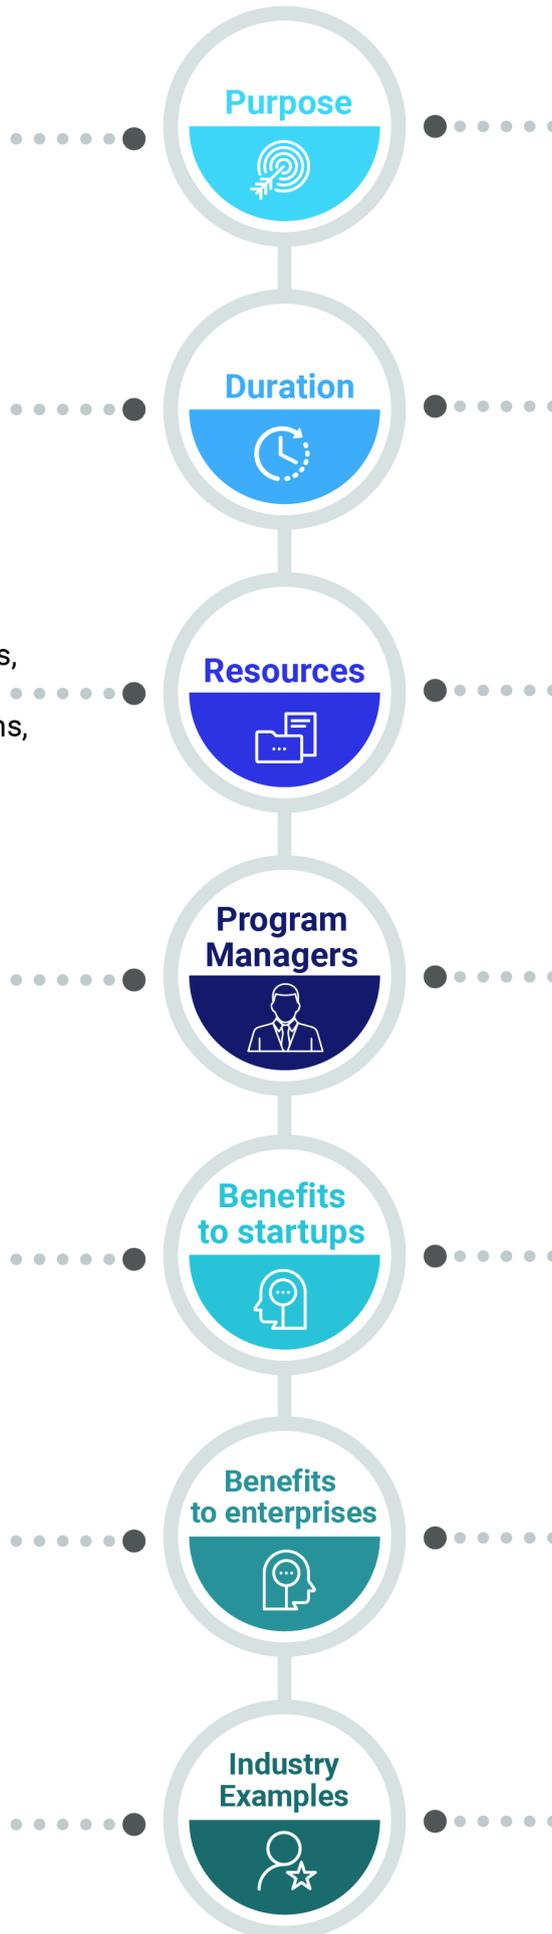 Purpose
Duration
Resources
Program
Managers
Benefits
to startups
Benefits
to enterprises
Industry
Examples